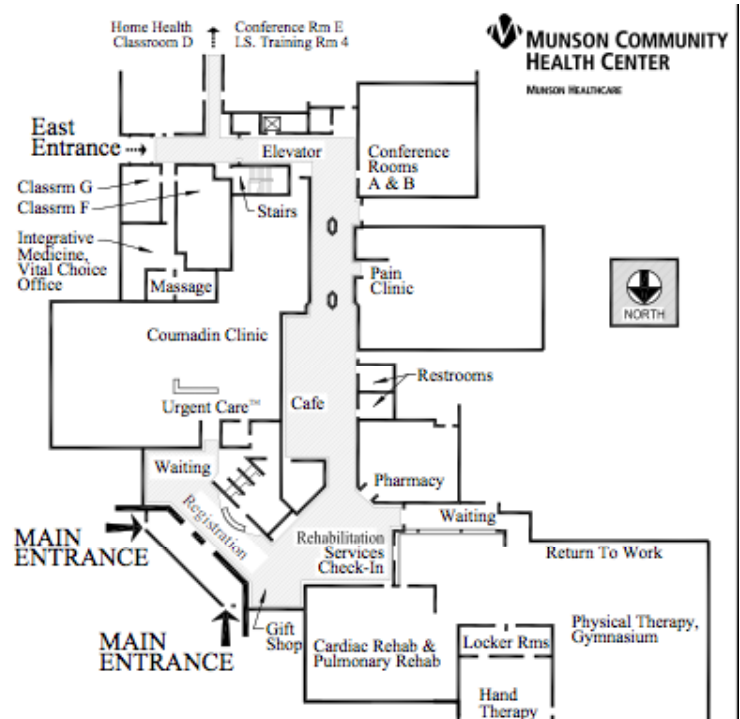 Home Health
Classroom D
Conference Rm E
I.S. Training Rm 4
MUNSON COMMUNITY
HEALTH CENTER
MUNSON HEALTHCARE
East
Entrance
Elevator
Conference
Rooms
A & B
Classrm G
Classrm F
Stairs
Integrative
Medicine,
Vital Choice
Office
Massage
Pain
Clinic
NORTH
Coumadin Clinic
Restrooms
Urgent Care™
Cafe
Waiting
Pharmacy
Registration
Waiting
MAIN
ENTRANCE
Rehabilitation
Services
Check-In
Return To Work
Gift
Shop
Physical Therapy,
Gymnasium
MAIN
ENTRANCE
Cardiac Rehab &
Pulmonary Rehab
Locker Rms
Hand
Therapy